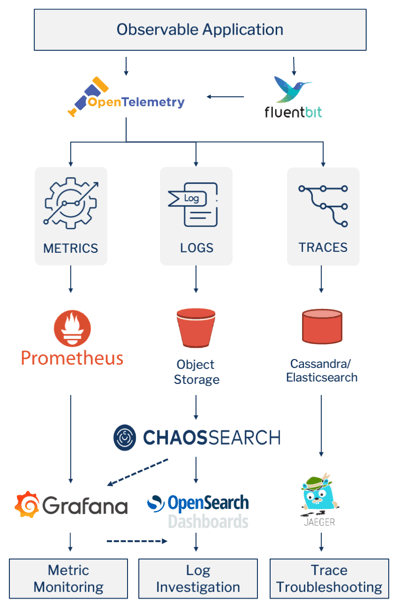 Observable Application
OpenTelemetry
fluentbit
METRICS
LOGS
Log
TRACES
Prometheus
Object
Storage
Cassandra/
Elasticsearch
CHAOSSEARCH
Grafana
OpenSearch
Dashboards
JAEGER
Metric
Monitoring
Log
Investigation
Trace
Troubleshooting